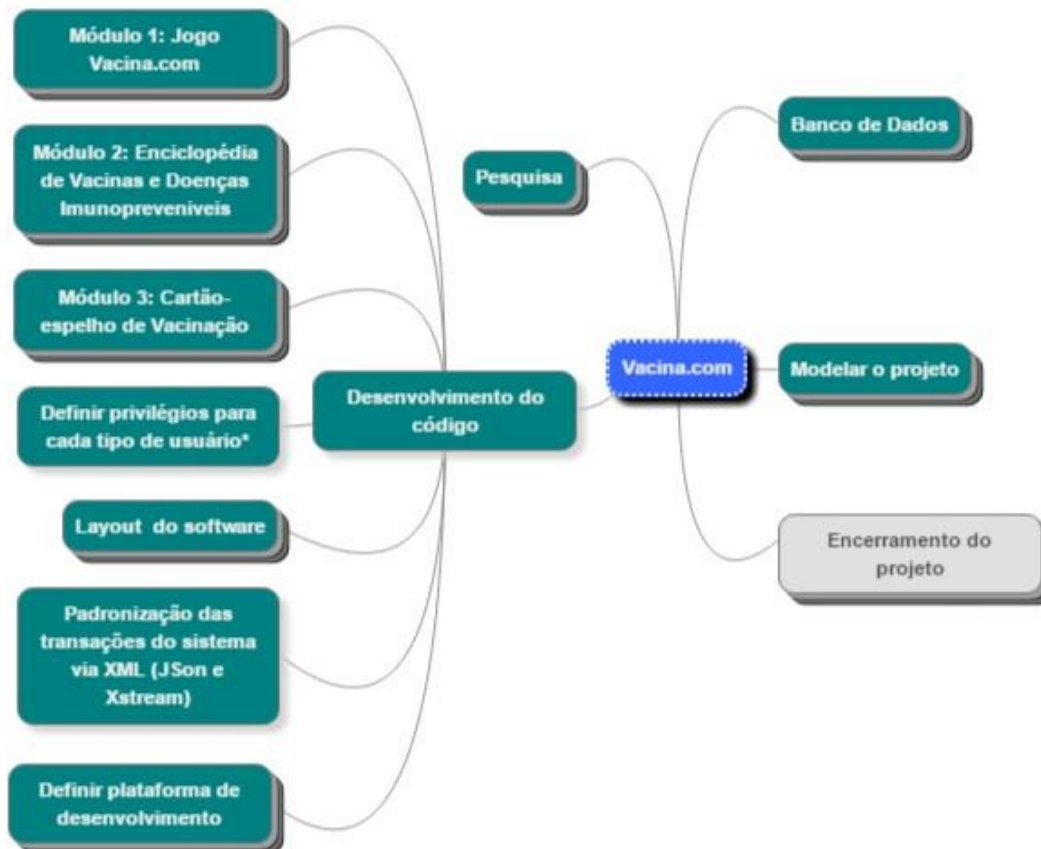 Módulo 1: Jogo
Vacina.com
Módulo 2: Enciclopédia
de Vacinas e Doenças
Imunopreveniveis
Módulo 3: Cartão-
espelho de Vacinação
Definir privilégios para
cada tipo de usuário*
Layout do software
Padronização das
transações do sistema
via XML (JSon e
Xstream)
Definir plataforma de
desenvolvimento
Desenvolvimento do
código
Pesquisa
Vacina.com
Banco de Dados
Modelar o projeto
Encerramento do
projeto